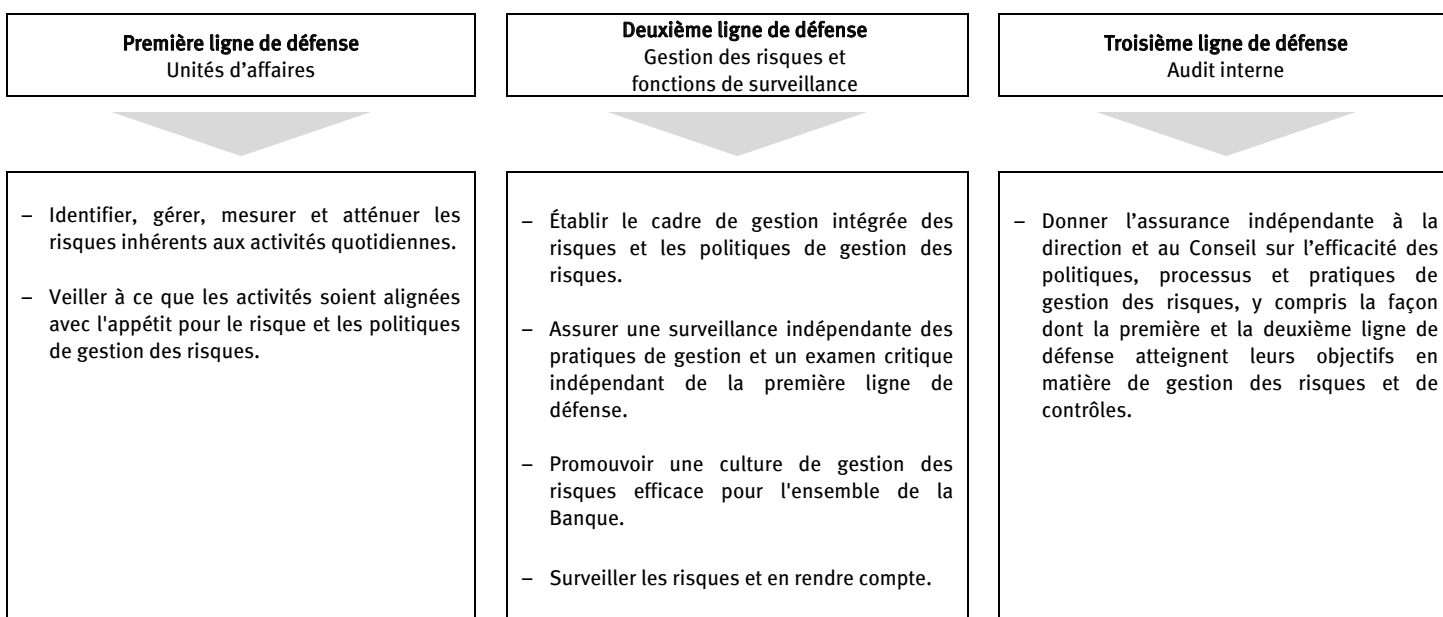 Première ligne de défense
Unités d’affaires
Deuxième ligne de défense
Gestion des risques et
fonctions de surveillance
Troisième ligne de défense
Audit interne
– Identifier, gérer, mesurer et atténuer les
risques inhérents aux activités quotidiennes.
– Veiller à ce que les activités soient alignées
avec l'appétit pour le risque et les politiques
de gestion des risques.
– Établir le cadre de gestion intégrée des
risques et les politiques de gestion des
risques.
– Assurer une surveillance indépendante des
pratiques de gestion et un examen critique
indépendant de la première ligne de
défense.
– Promouvoir une culture de gestion des
risques efficace pour l'ensemble de la
Banque.
– Surveiller les risques et en rendre compte.
– Donner l’assurance indépendante à la
direction et au Conseil sur l’efficacité des
politiques, processus et pratiques de
gestion des risques, y compris la façon
dont la première et la deuxième ligne de
défense atteignent leurs objectifs en
matière de gestion des risques et de
contrôles.